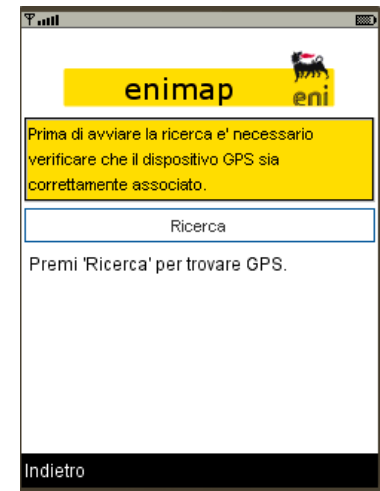 enimap
eni
Prima di avviare la ricerca e' necessario
verificare che il dispositivo GPS sia
correttamente associato.
Ricerca
Premi 'Ricerca' per trovare GPS.
Indietro